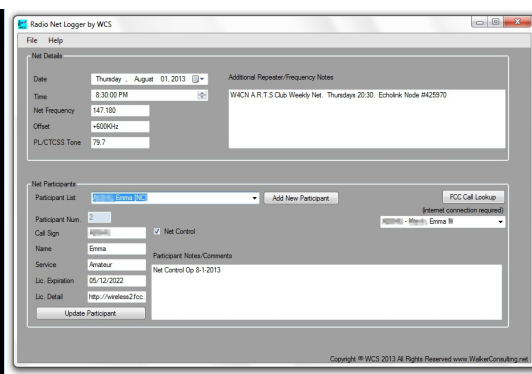 Radio Net Logger by WCS
File Help
Net Details
Date Thursday , August 01, 2013
Additional Repeater/Frequency Notes
Time 8:30:00 PM
W4CN A.R.T.S Club Weekly Net. Thursdays 20:30. Echolink Node #425970
Net Frequency 147.180
Offset +600KHz
PL/CTCSS Tone 79.7
Net Participants
Participant List Emma [NC] Add New Participant FCC Call Lookup
(internet connection required)
Participant Num. 2
Emma M
Call Sign Net Control
Name Emma
Participant Notes/Comments
Service Amateur
Net Control Op 8-1-2013
Lic. Expiration 05/12/2022
Lic. Detail http://wireless2.fcc.
Update Participant
Copyright © WCS 2013 All Rights Reserved www.WalkerConsulting.net